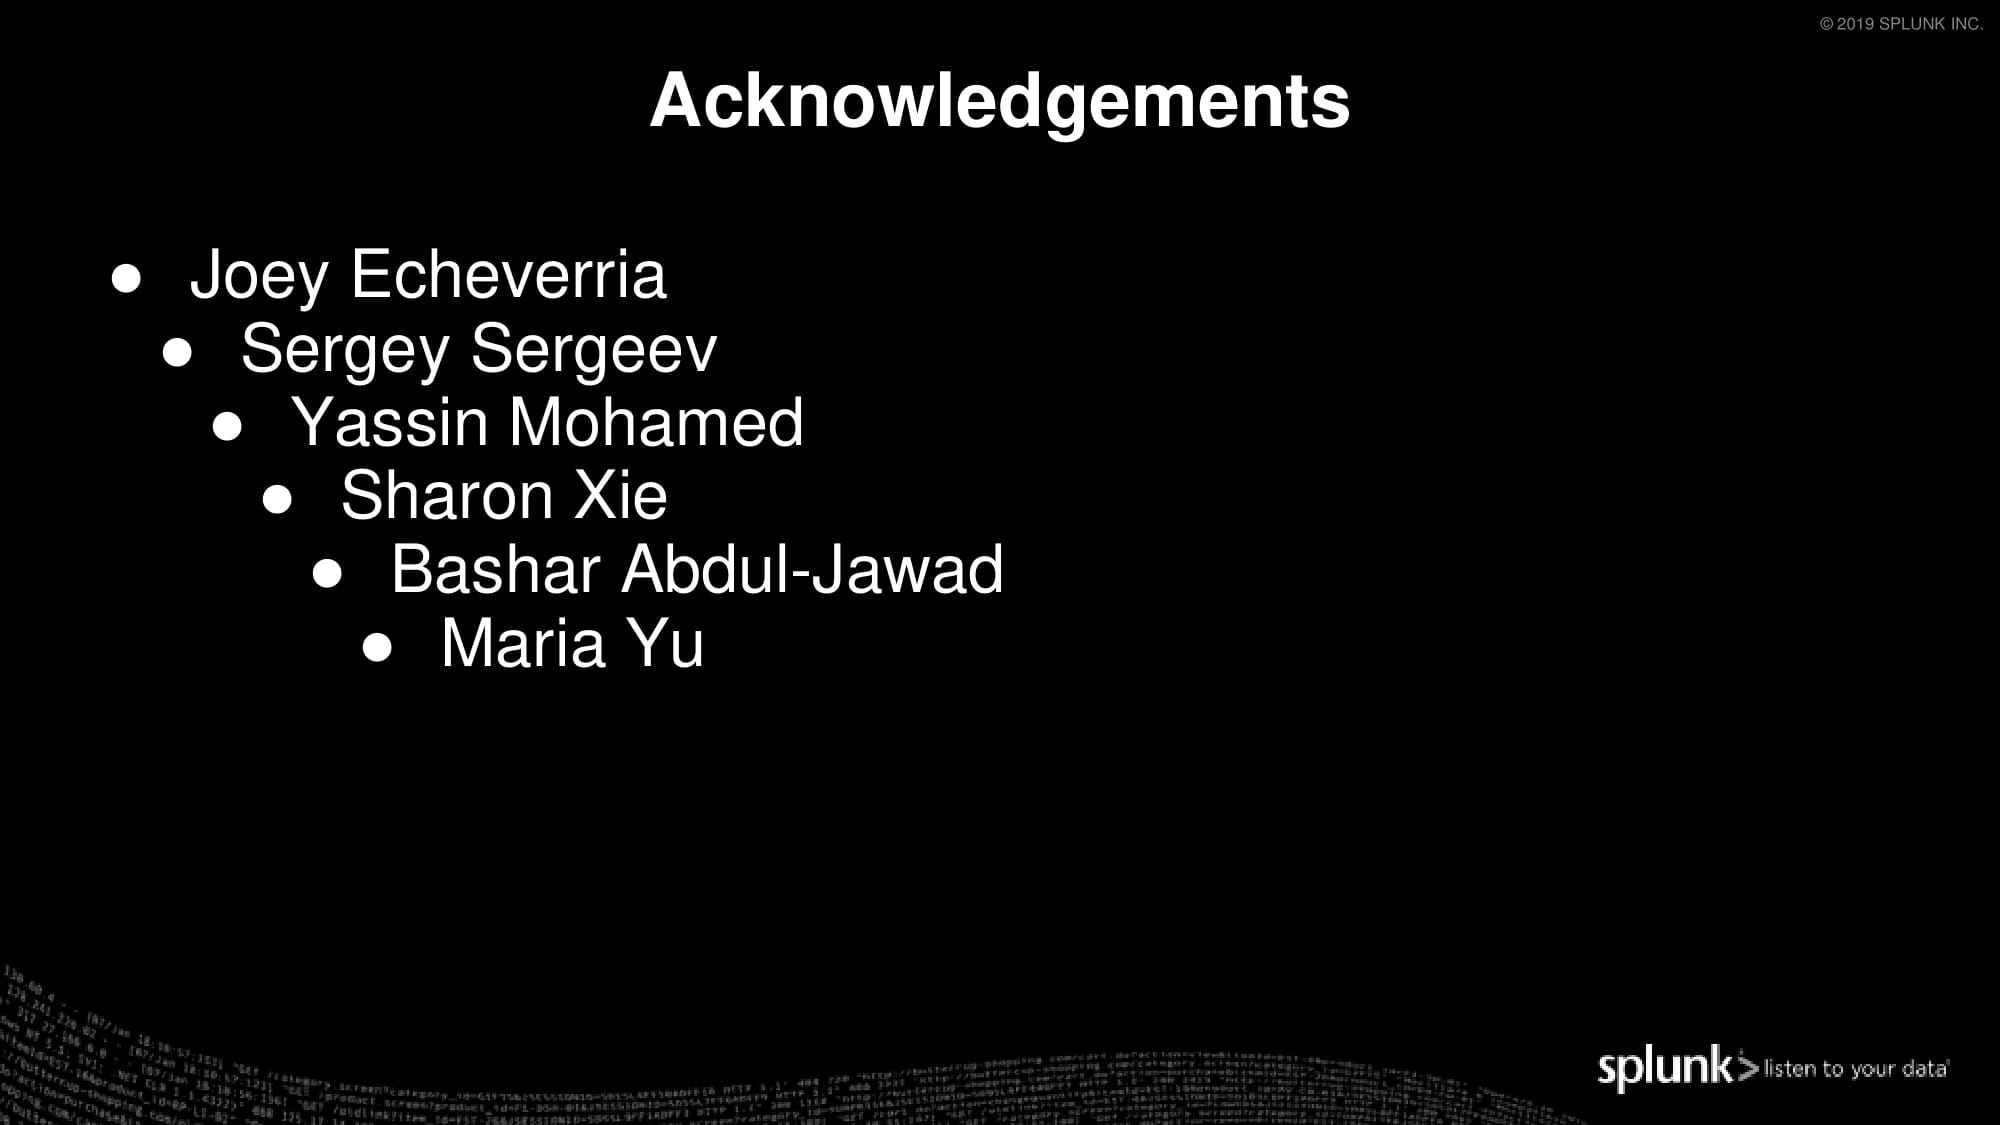 © 2019 SPLUNK INC.
Acknowledgements
● Joey Echeverria
● Sergey Sergeev
● Yassin Mohamed
● Sharon Xie
● Bashar Abdul-Jawad
● Maria Yu
splunk> listen to your data